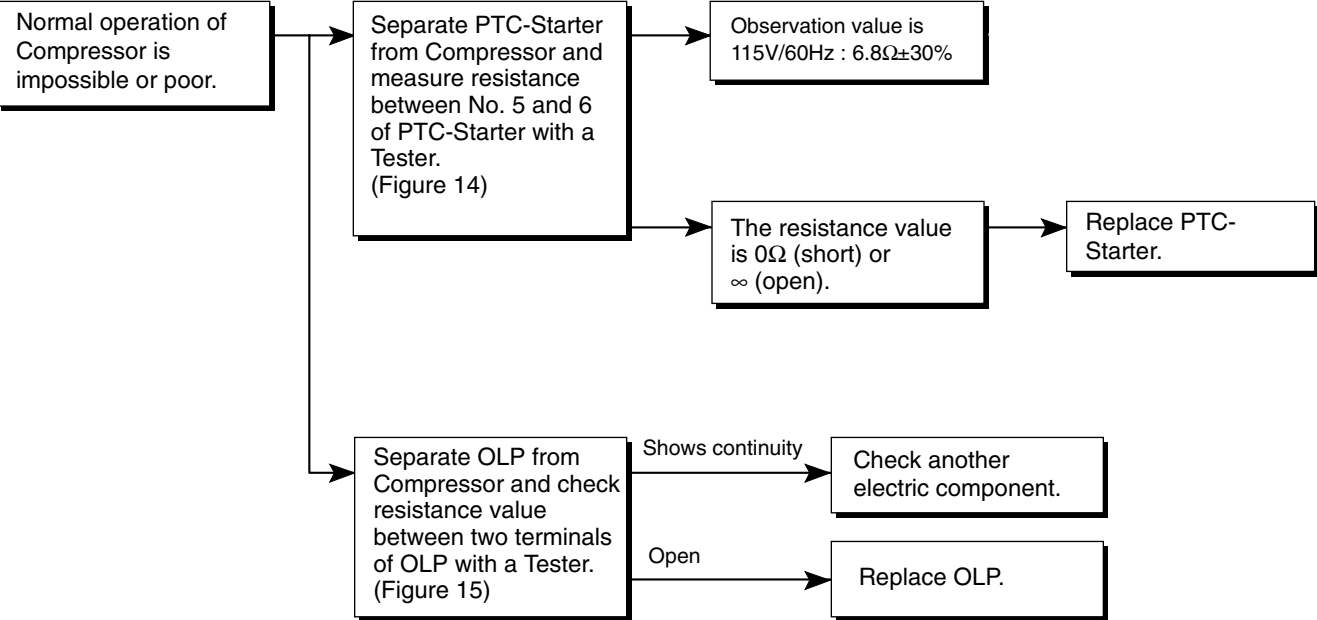 Normal operation of
Compressor is
impossible or poor.
Separate PTC-Starter
from Compressor and
measure resistance
between No. 5 and 6
of PTC-Starter with a
Tester.
(Figure 14)
Observation value is
115V/60Hz : 6.8Ω±30%
The resistance value
is 0Ω (short) or
∞ (open).
Replace PTC-
Starter.
Separate OLP from
Compressor and check
resistance value
between two terminals
of OLP with a Tester.
(Figure 15)
Shows continuity
Check another
electric component.
Open
Replace OLP.